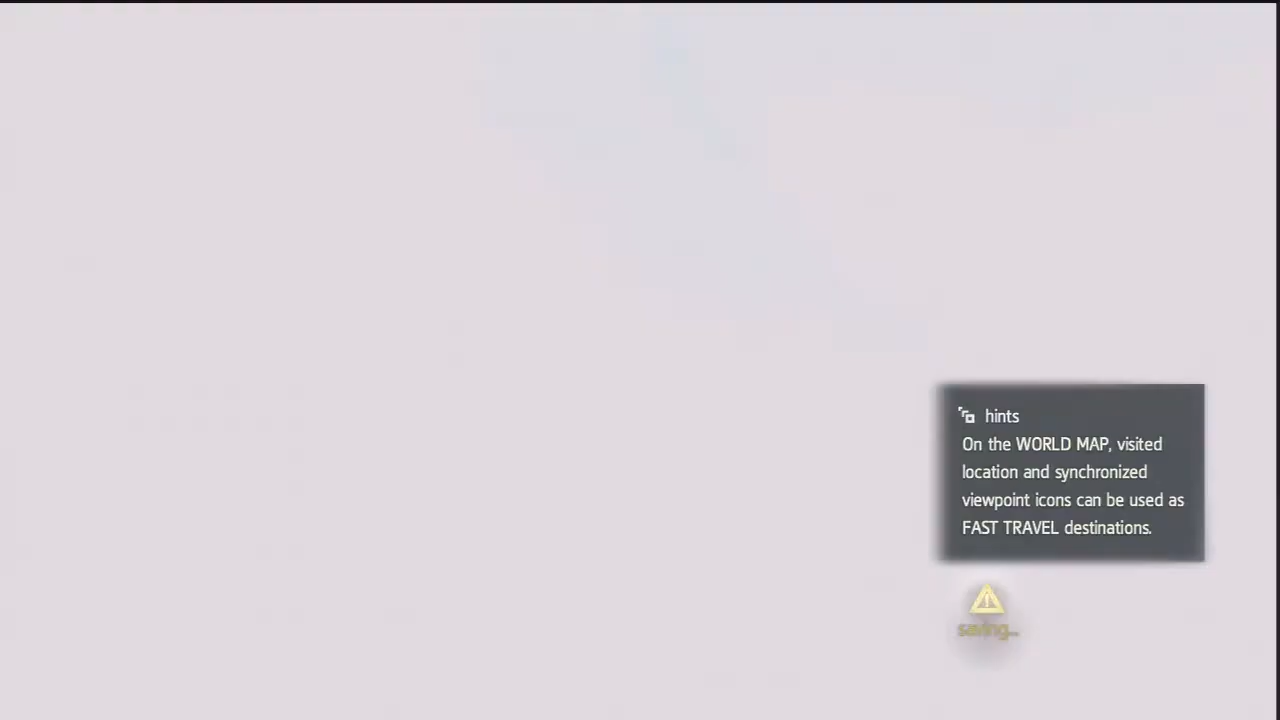 hints
On the WORLD MAP, visited
location and synchronized
viewpoint icons can be used as
FAST TRAVEL destinations.
saving...